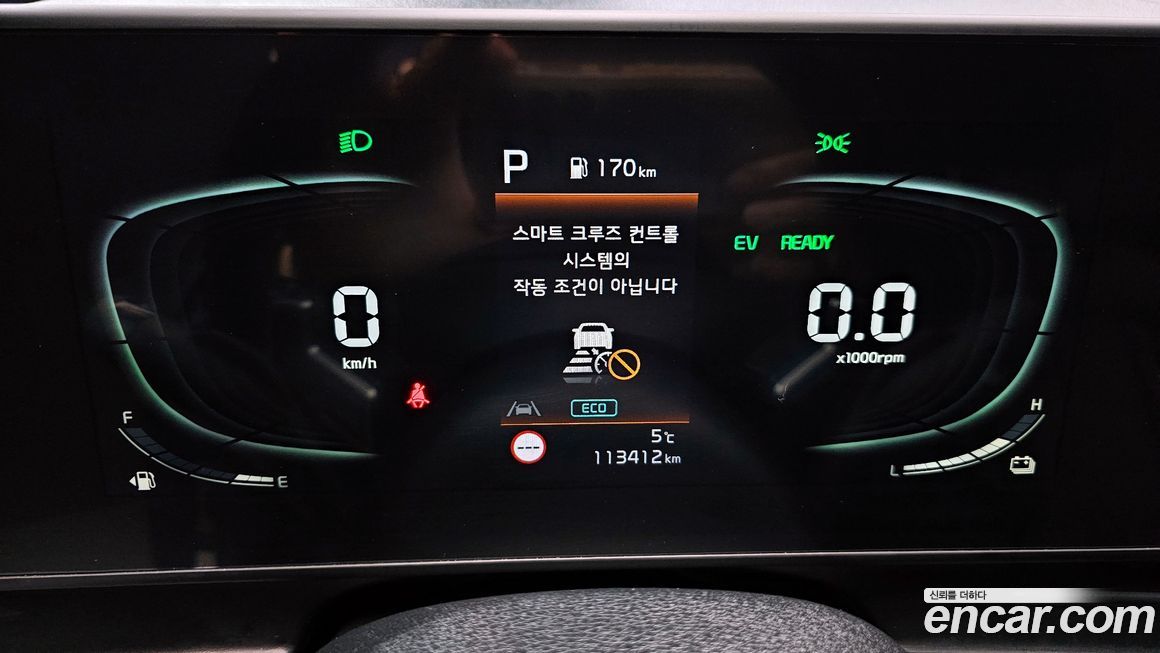 P 170km
스마트 크루즈 컨트롤
시스템의
작동 조건이 아닙니다
EV READY
0
km/h
0.0
x1000rpm
F
E
ECO
---
5℃
113412km
H
L
신뢰를 더하다
encar.com